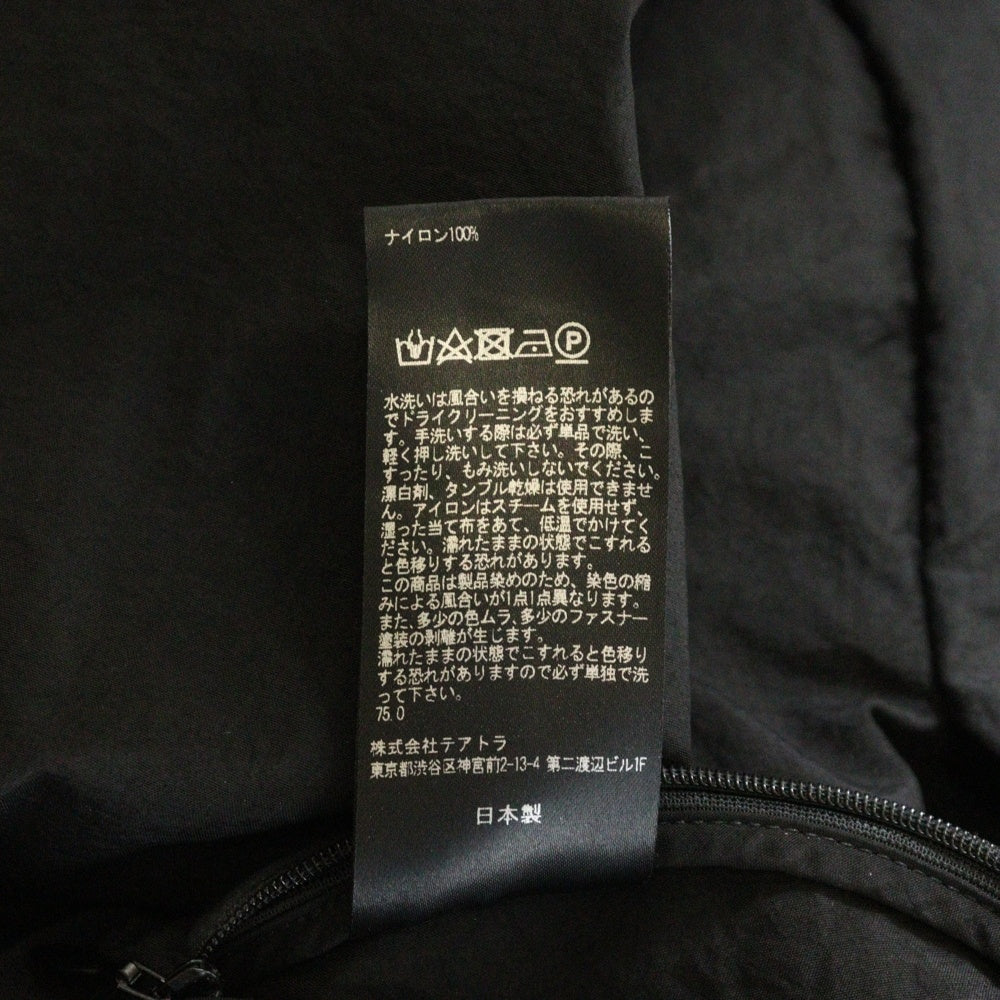 ナイロン100%
P
水洗いは風合いを損ねる恐れがあるの
でドライクリーニングをおすすめしま
す。手洗いする際は必ず単品で洗い、
軽く押し洗いして下さい。その際、こ
すったり、もみ洗いしないでください。
漂白剤、タンブル乾燥は使用できませ
ん。アイロンはスチームを使用せず、
湿った当て布をあて、低温でかけてく
ださい。濡れたままの状態でこすれる
と色移りする恐れがあります。
この商品は製品染めのため、染色の縮
みによる風合いが1点1点異なります。
また、多少の色ムラ、多少のファスナー
塗装の剥離が生じます。
濡れたままの状態でこすれると色移り
する恐れがありますので必ず単独で洗
って下さい。
75.0
株式会社テアトラ
東京都渋谷区神宮前2-13-4 第二渡辺ビル1F
日本製